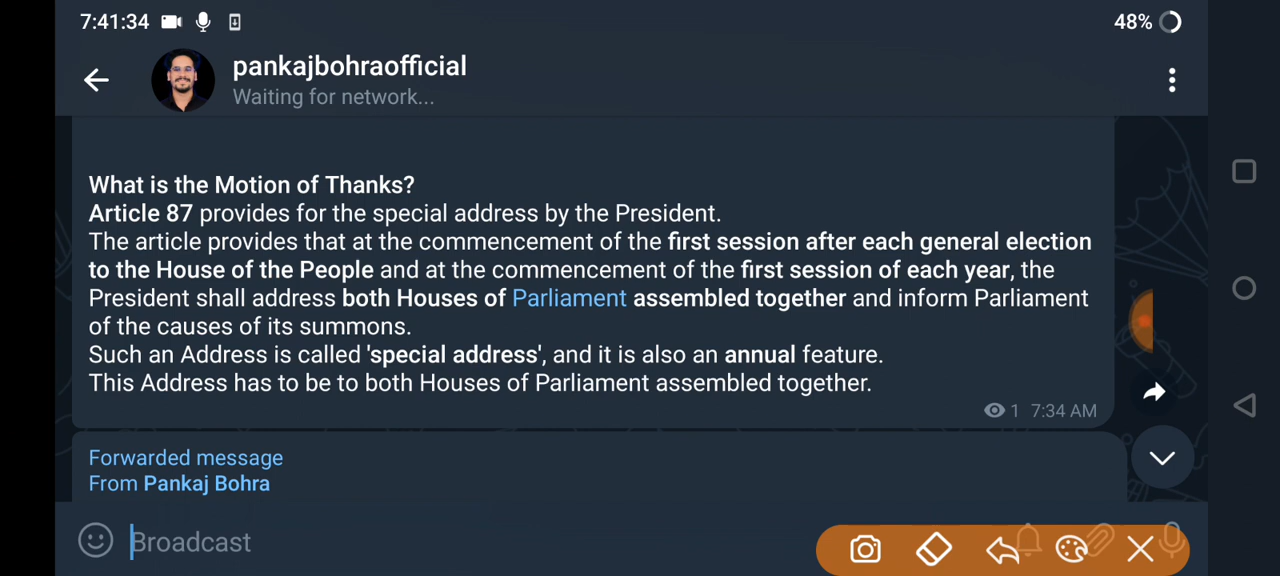 7:41:34
48%
pankajbohraofficial
Waiting for network...
What is the Motion of Thanks?
Article 87 provides for the special address by the President.
The article provides that at the commencement of the first session after each general election
to the House of the People and at the commencement of the first session of each year, the
President shall address both Houses of Parliament assembled together and inform Parliament
of the causes of its summons.
Such an Address is called 'special address', and it is also an annual feature.
This Address has to be to both Houses of Parliament assembled together.
1 7:34 AM
Forwarded message
From Pankaj Bohra
Broadcast